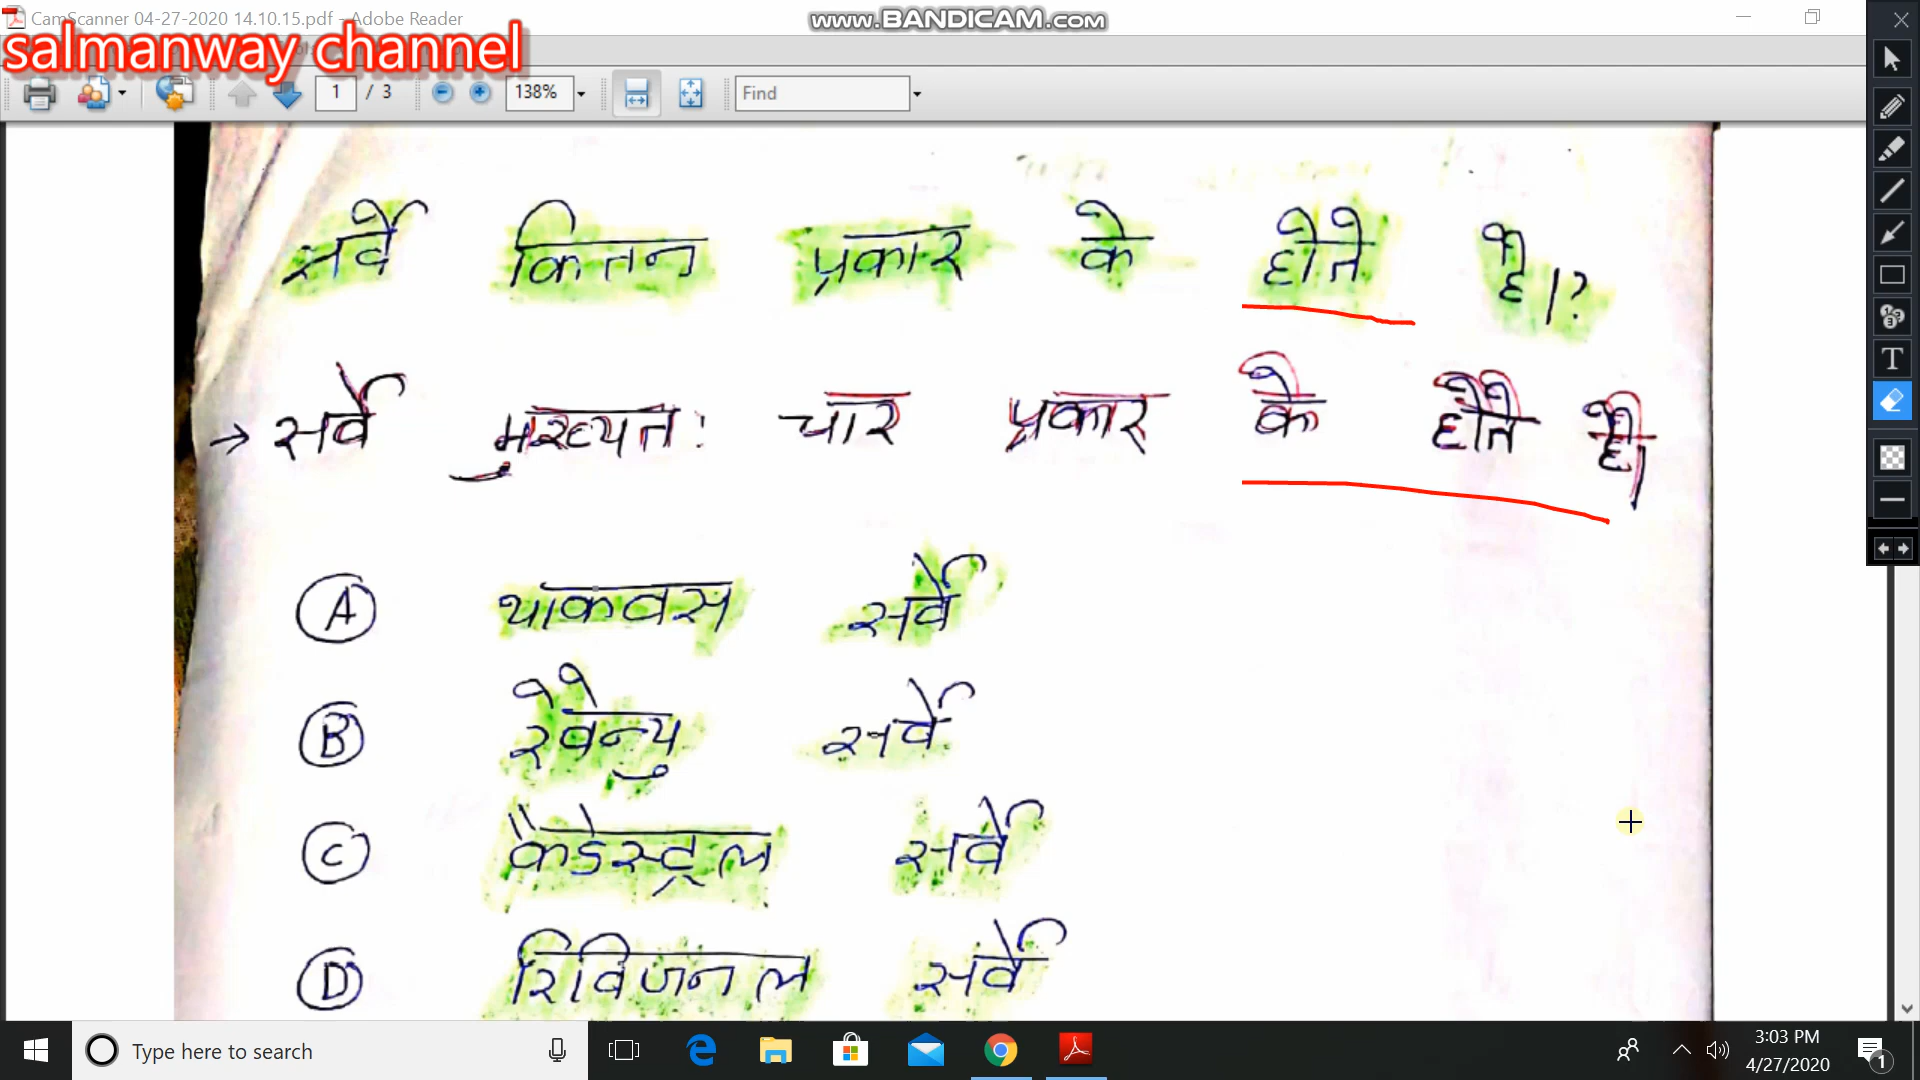 CamScanner 04-27-2020 14.10.15.pdf - Adobe Reader
www.BANDICAM.com
salmanway channel
1 / 3
138%
Find
सर्वे कितन प्रकार के होते है।?
→ सर्वे मुख्यत: चार प्रकार के होते है।
A थाकवस सर्वे
B रेवेन्यु सर्वे
C कैडेस्ट्रल सर्वे
D रिविजनल सर्वे
Type here to search
3:03 PM
4/27/2020
1